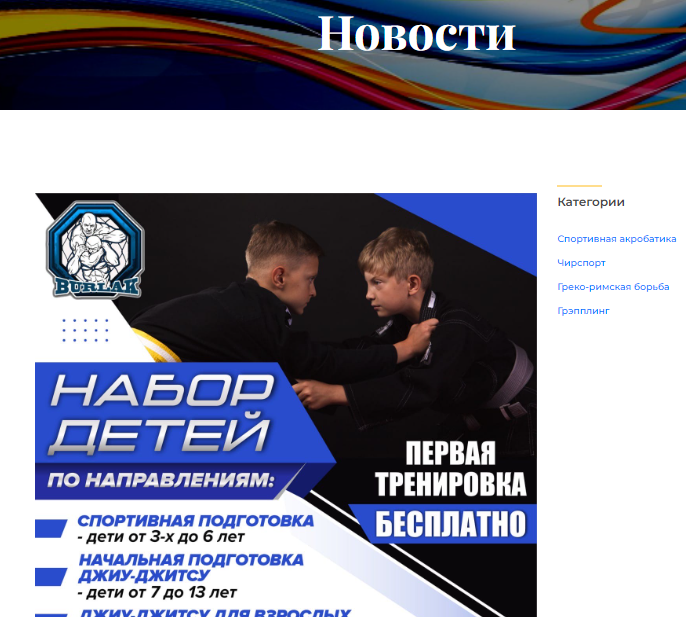 Новости
Категории
Спортивная акробатика
Чирспорт
Греко-римская борьба
Грэпплинг
BURLAK
НАБОР
ДЕТЕЙ
ПО НАПРАВЛЕНИЯМ:
ПЕРВАЯ
ТРЕНИРОВКА
БЕСПЛАТНО
СПОРТИВНАЯ ПОДГОТОВКА
- дети от 3-х до 6 лет
НАЧАЛЬНАЯ ПОДГОТОВКА
ДЖИУ-ДЖИТСУ
- дети от 7 до 13 лет
ДЖИУ-ДЖИТСУ ДЛЯ ВЗРОСЛЫХ